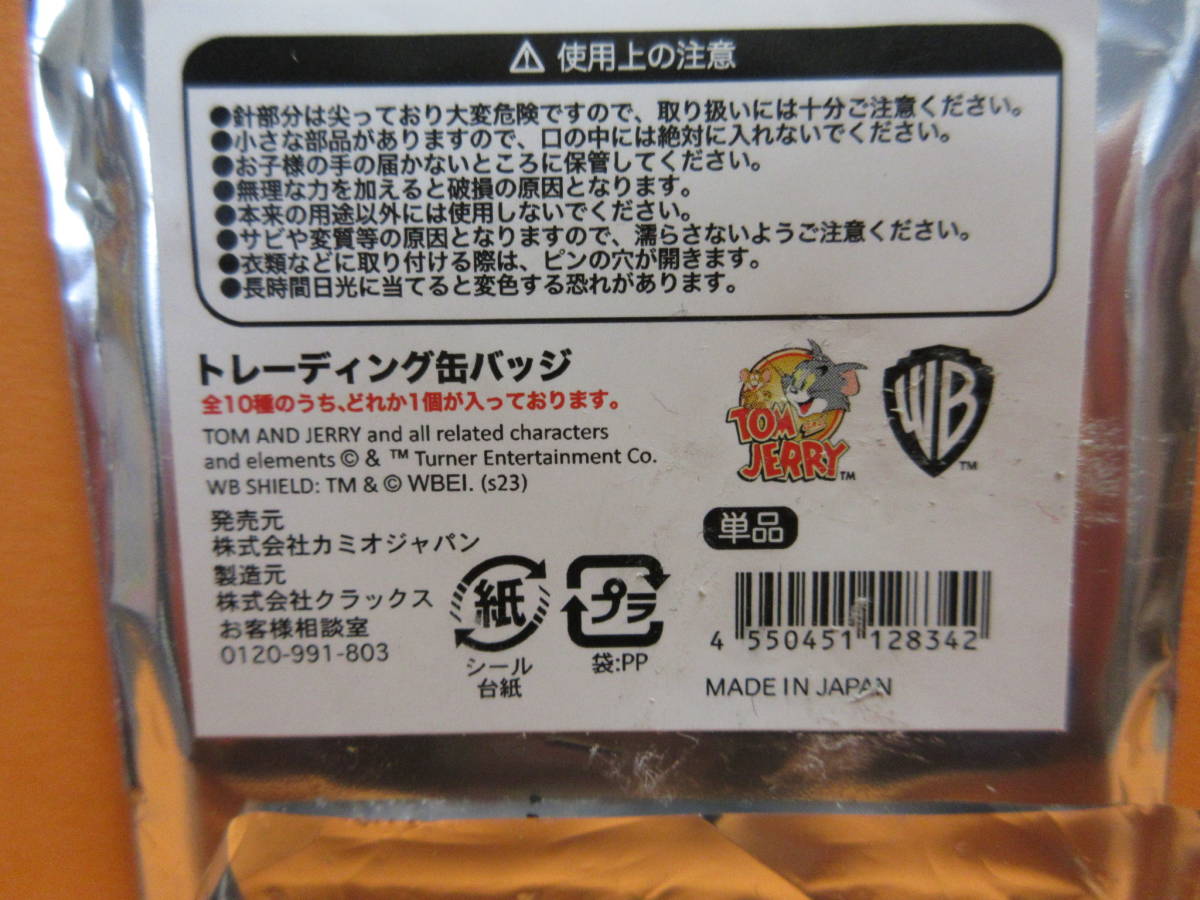 ⚠ 使用上の注意
●針部分は尖っており大変危険ですので、取り扱いには十分ご注意ください。
●小さな部品がありますので、口の中には絶対に入れないでください。
●お子様の手の届かないところに保管してください。
●無理な力を加えると破損の原因となります。
●本来の用途以外には使用しないでください。
●サビや変質等の原因となりますので、濡らさないようご注意ください。
●衣類などに取り付ける際は、ピンの穴が開きます。
●長時間日光に当てると変色する恐れがあります。
トレーディング缶バッジ
全10種のうち、どれか1個が入っております。
TOM AND JERRY and all related characters
and elements © & ™ Turner Entertainment Co.
WB SHIELD: TM & © WBEI. (s23)
TOM
JERRY™
WB™
発売元
株式会社カミオジャパン
製造元
株式会社クラックス
お客様相談室
0120-991-803
紙
シール
台紙
プラ
袋:PP
単品
4 550451 128342
MADE IN JAPAN